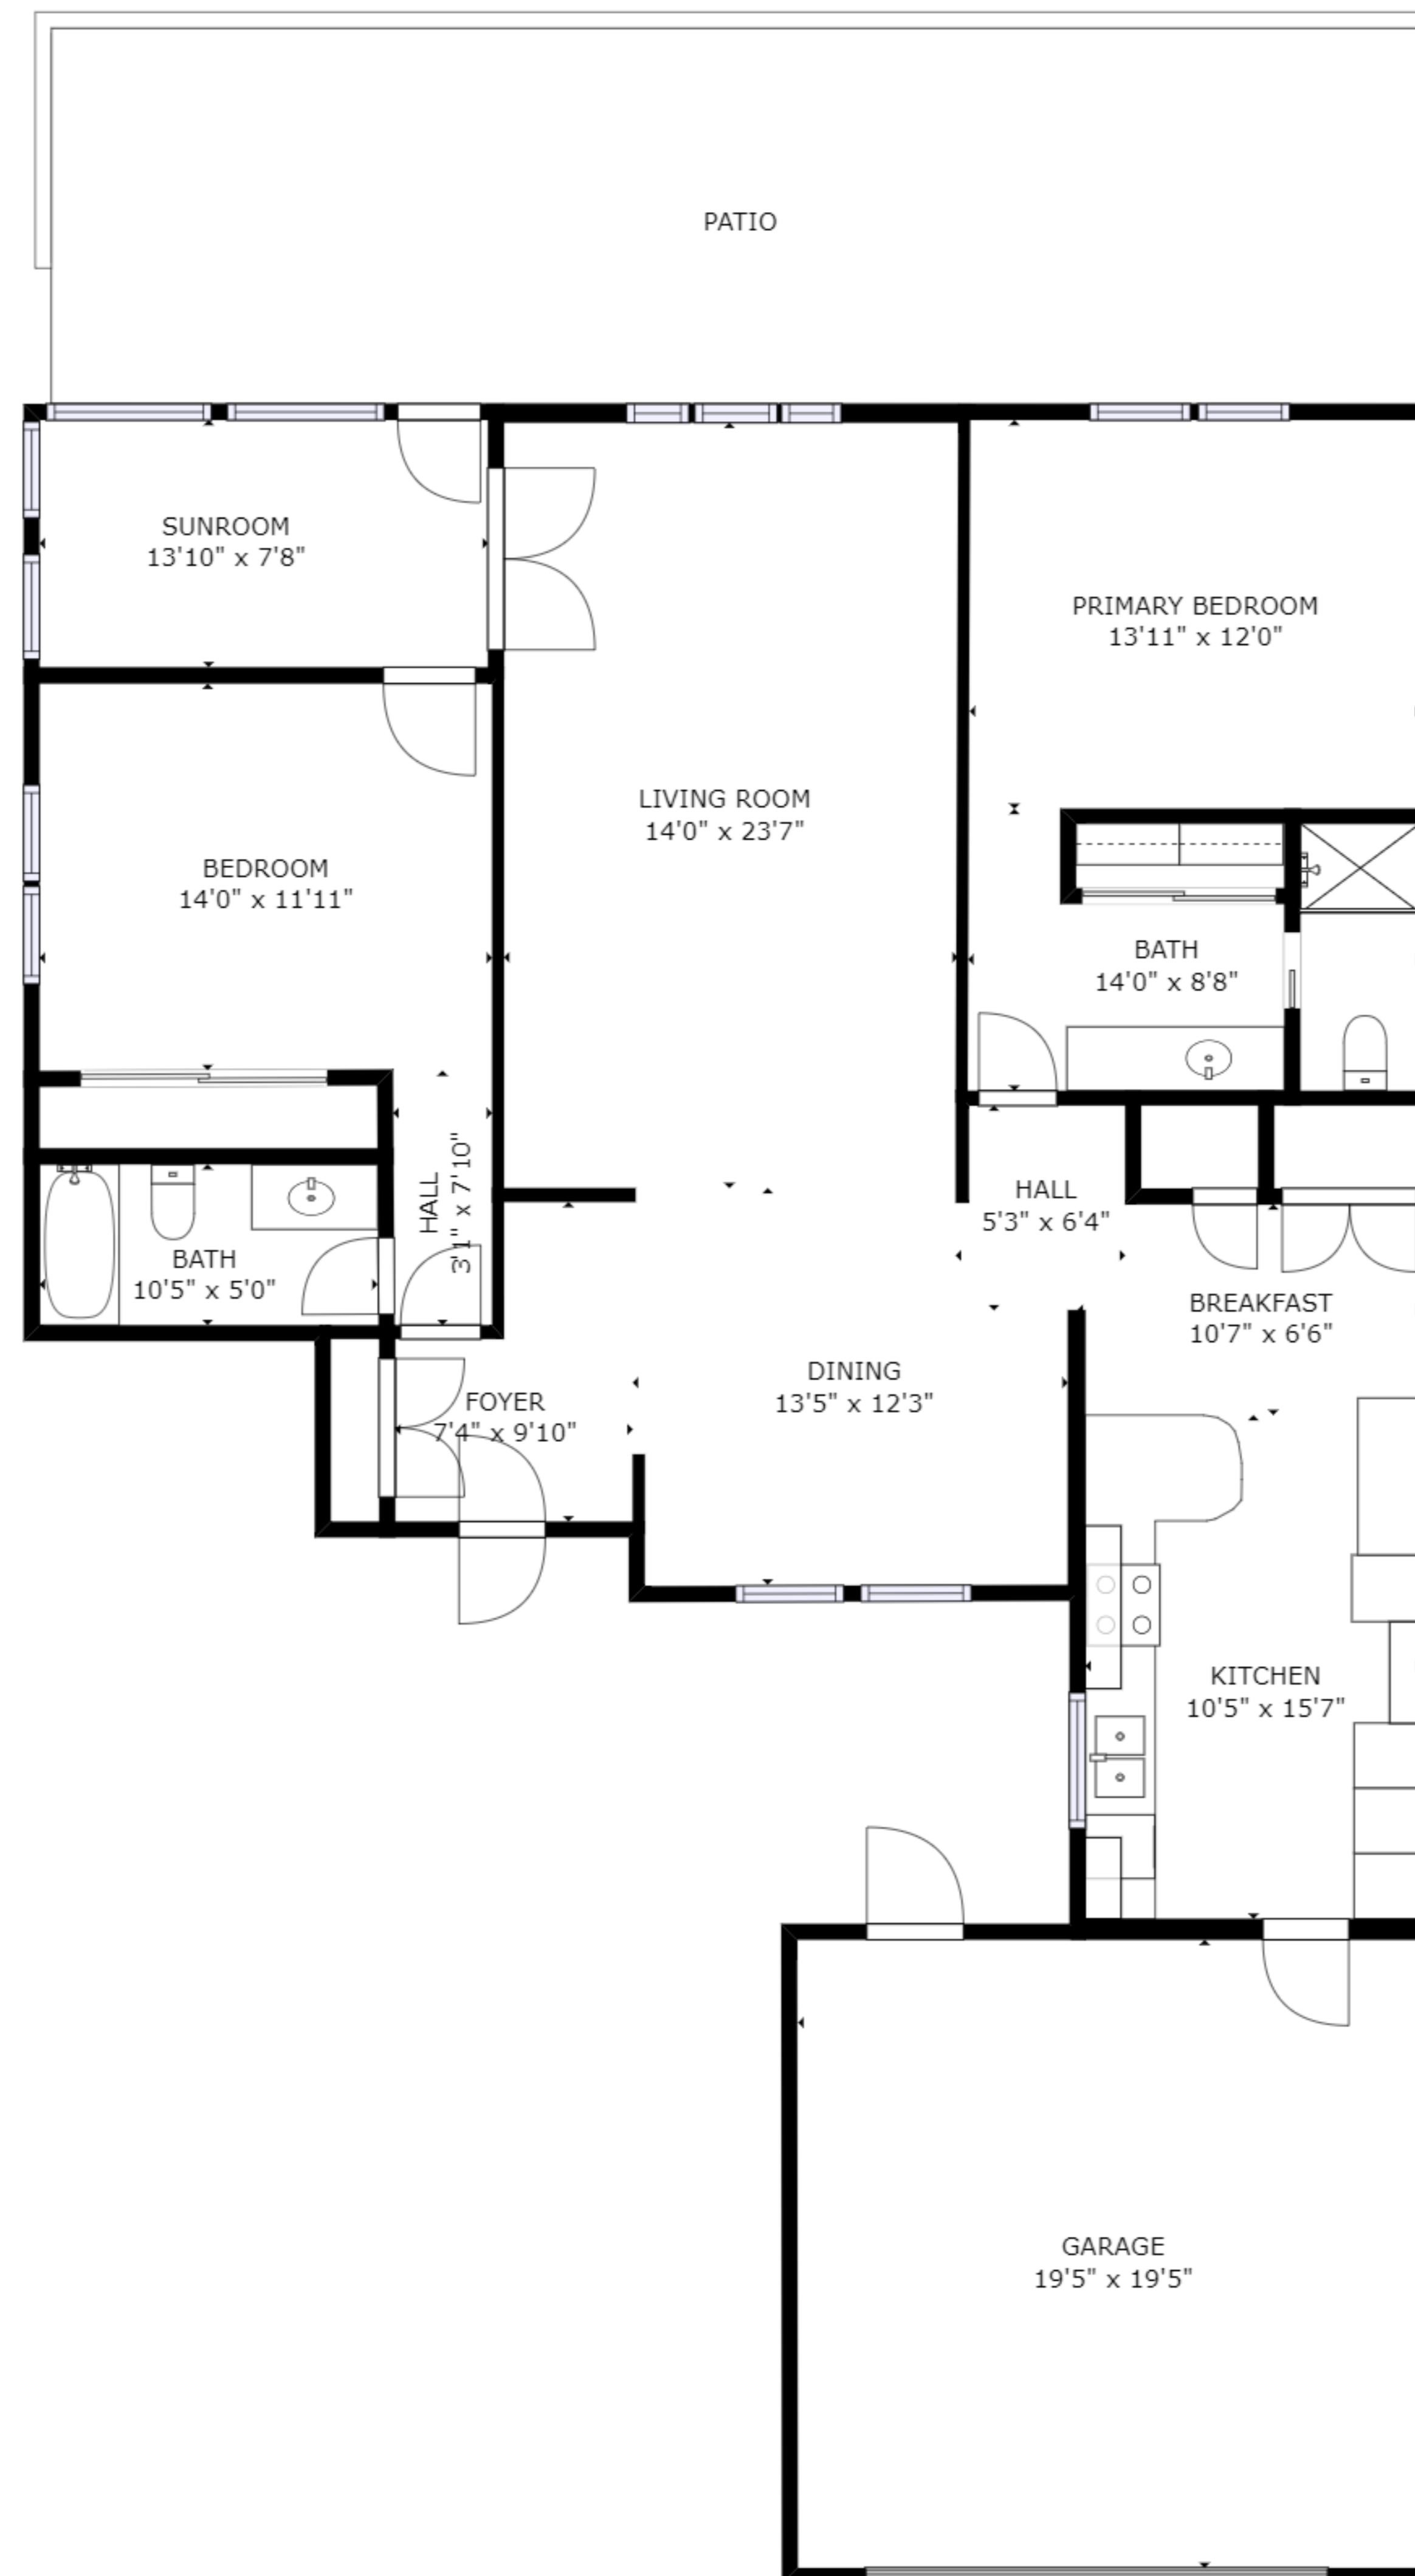 PATIO
SUNROOM
13'10" x 7'8"
PRIMARY BEDROOM
13'11" x 12'0"
LIVING ROOM
14'0" x 23'7"
BEDROOM
14'0" x 11'11"
BATH
14'0" x 8'8"
HALL
3'1" x 7'10"
HALL
5'3" x 6'4"
BATH
10'5" x 5'0"
BREAKFAST
10'7" x 6'6"
DINING
13'5" x 12'3"
FOYER
7'4" x 9'10"
KITCHEN
10'5" x 15'7"
GARAGE
19'5" x 19'5"